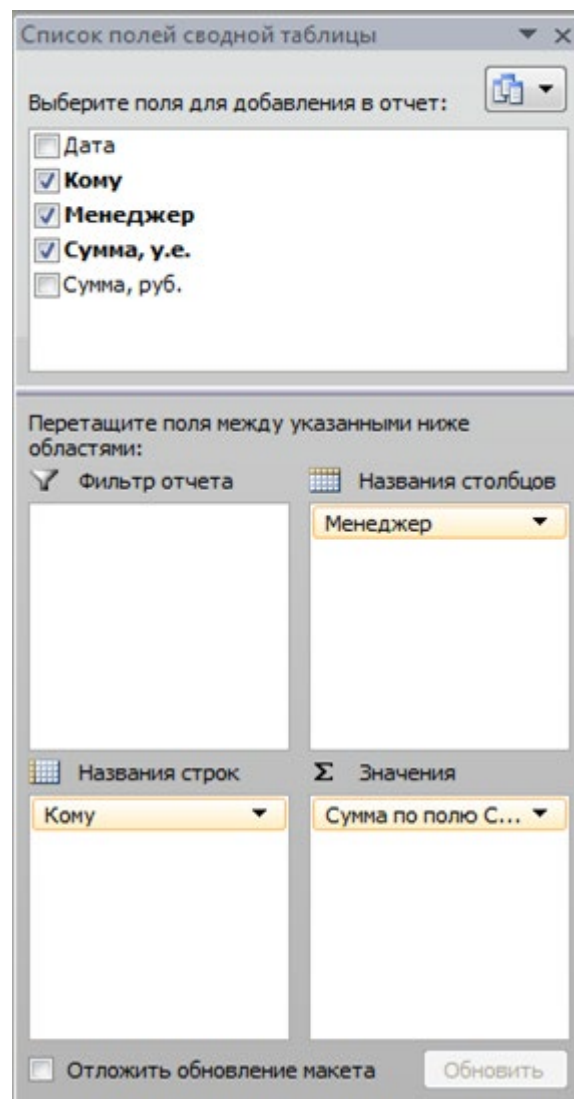 Список полей сводной таблицы
Выберите поля для добавления в отчет:
Дата
Кому
Менеджер
Сумма, у.е.
Сумма, руб.
Перетащите поля между указанными ниже
областями:
Фильтр отчета
Названия столбцов
Менеджер
Названия строк
Σ Значения
Кому
Сумма по полю С...
Отложить обновление макета
Обновить